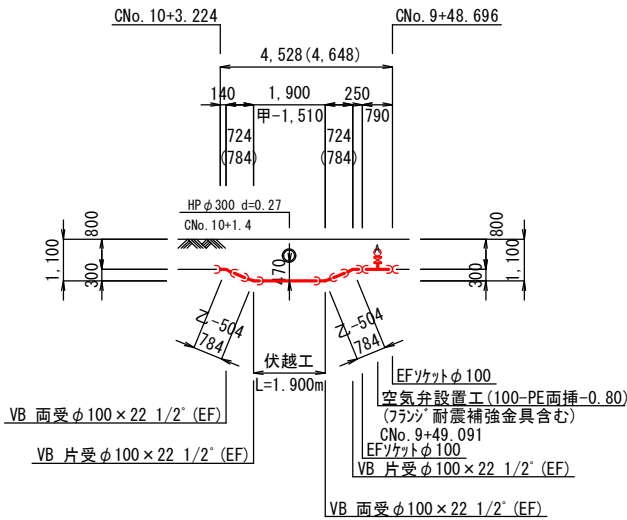 CNo. 10+3.224
CNo. 9+48.696
4,528(4,648)
140
1,900
250
甲-1,510
790
724
(784)
724
(784)
HPφ300 d=0.27
CNo. 10+1.4
800
1,100
300
470
800
1,100
300
乙-504
784
乙-504
784
伏越工
L=1.900m
EFソケットφ100
空気弁設置工(100-PE両挿-0.80)
(フランジ耐震補強金具含む)
CNo. 9+49.091
EFソケットφ100
VB 両受φ100×22 1/2° (EF)
VB 片受φ100×22 1/2° (EF)
VB 片受φ100×22 1/2° (EF)
VB 両受φ100×22 1/2° (EF)